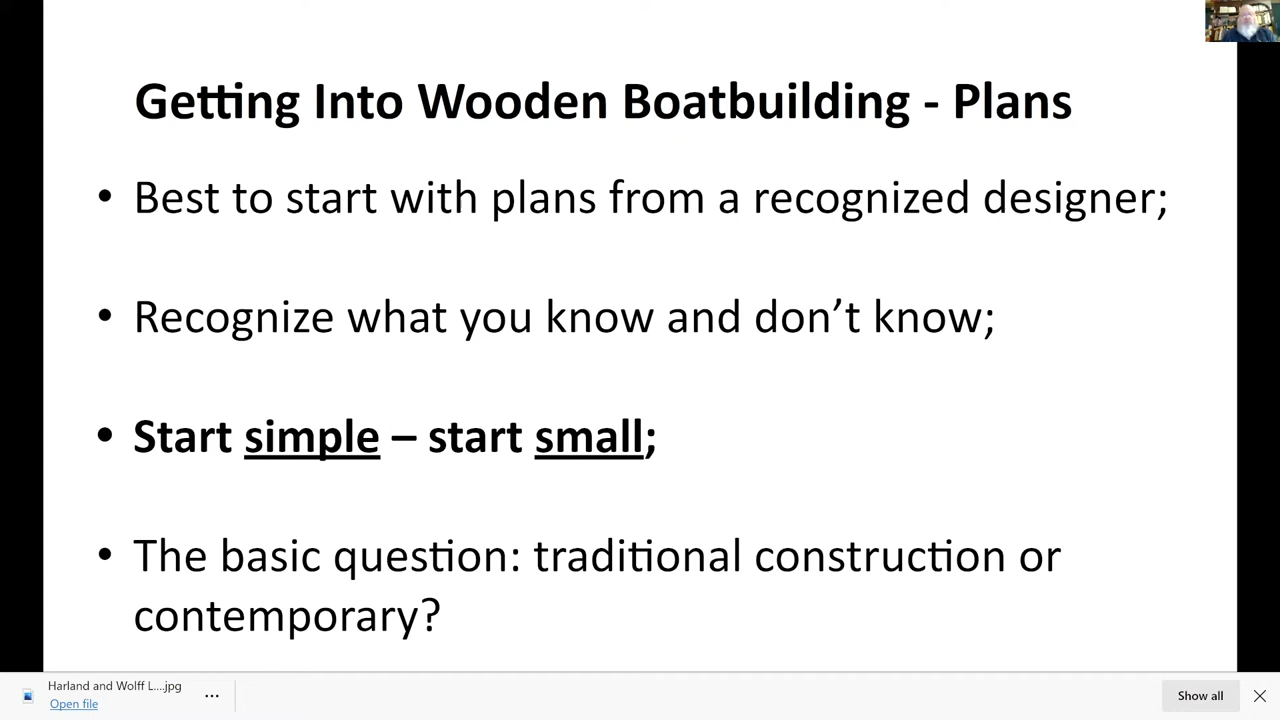 Getting Into Wooden Boatbuilding - Plans
• Best to start with plans from a recognized designer;
• Recognize what you know and don’t know;
• Start simple – start small;
• The basic question: traditional construction or
contemporary?
Harland and Wolff L....jpg
Open file
Show all